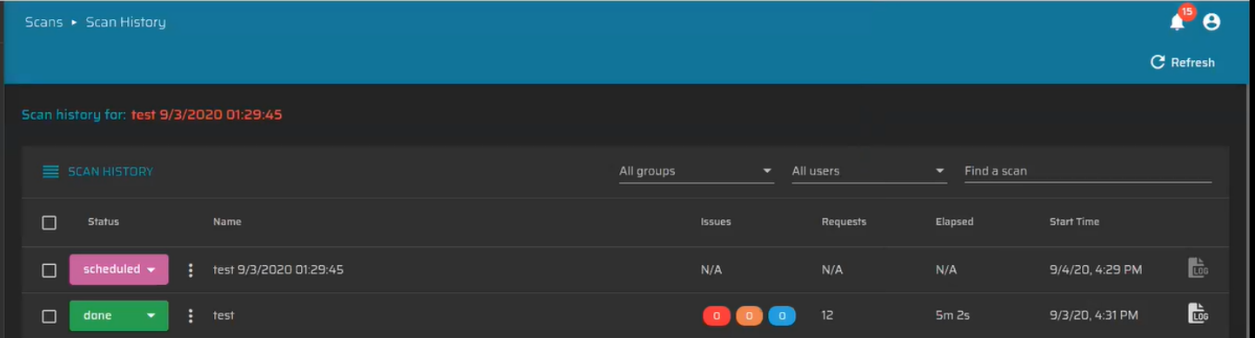 Scans ▸ Scan History
15
Refresh
Scan history for: test 9/3/2020 01:29:45
SCAN HISTORY All groups All users Find a scan
Status Name Issues Requests Elapsed Start Time
scheduled test 9/3/2020 01:29:45 N/A N/A N/A 9/4/20, 4:29 PM LOG
done test 0 0 0 12 5m 2s 9/3/20, 4:31 PM LOG